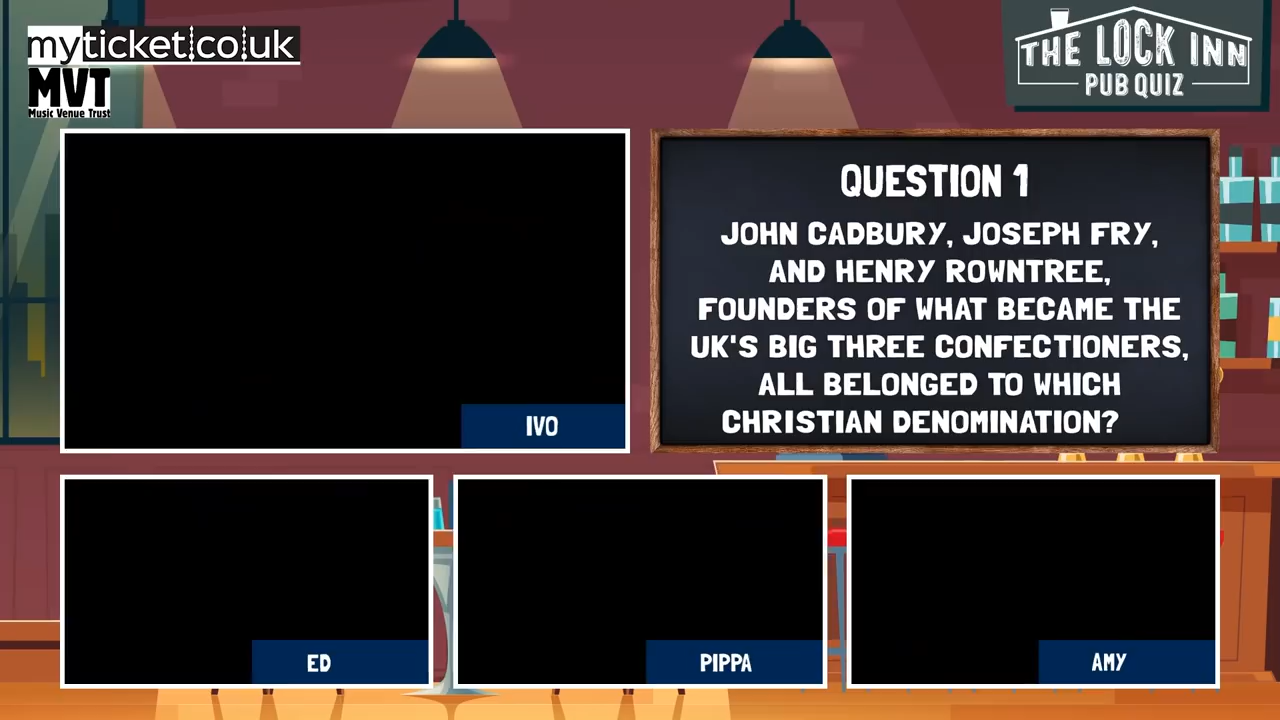 myticket.co.uk
MVT
Music Venue Trust
THE LOCK INN
PUB QUIZ
QUESTION 1
JOHN CADBURY, JOSEPH FRY,
AND HENRY ROWNTREE,
FOUNDERS OF WHAT BECAME THE
UK'S BIG THREE CONFECTIONERS,
ALL BELONGED TO WHICH
CHRISTIAN DENOMINATION?
IVO
ED
PIPPA
AMY